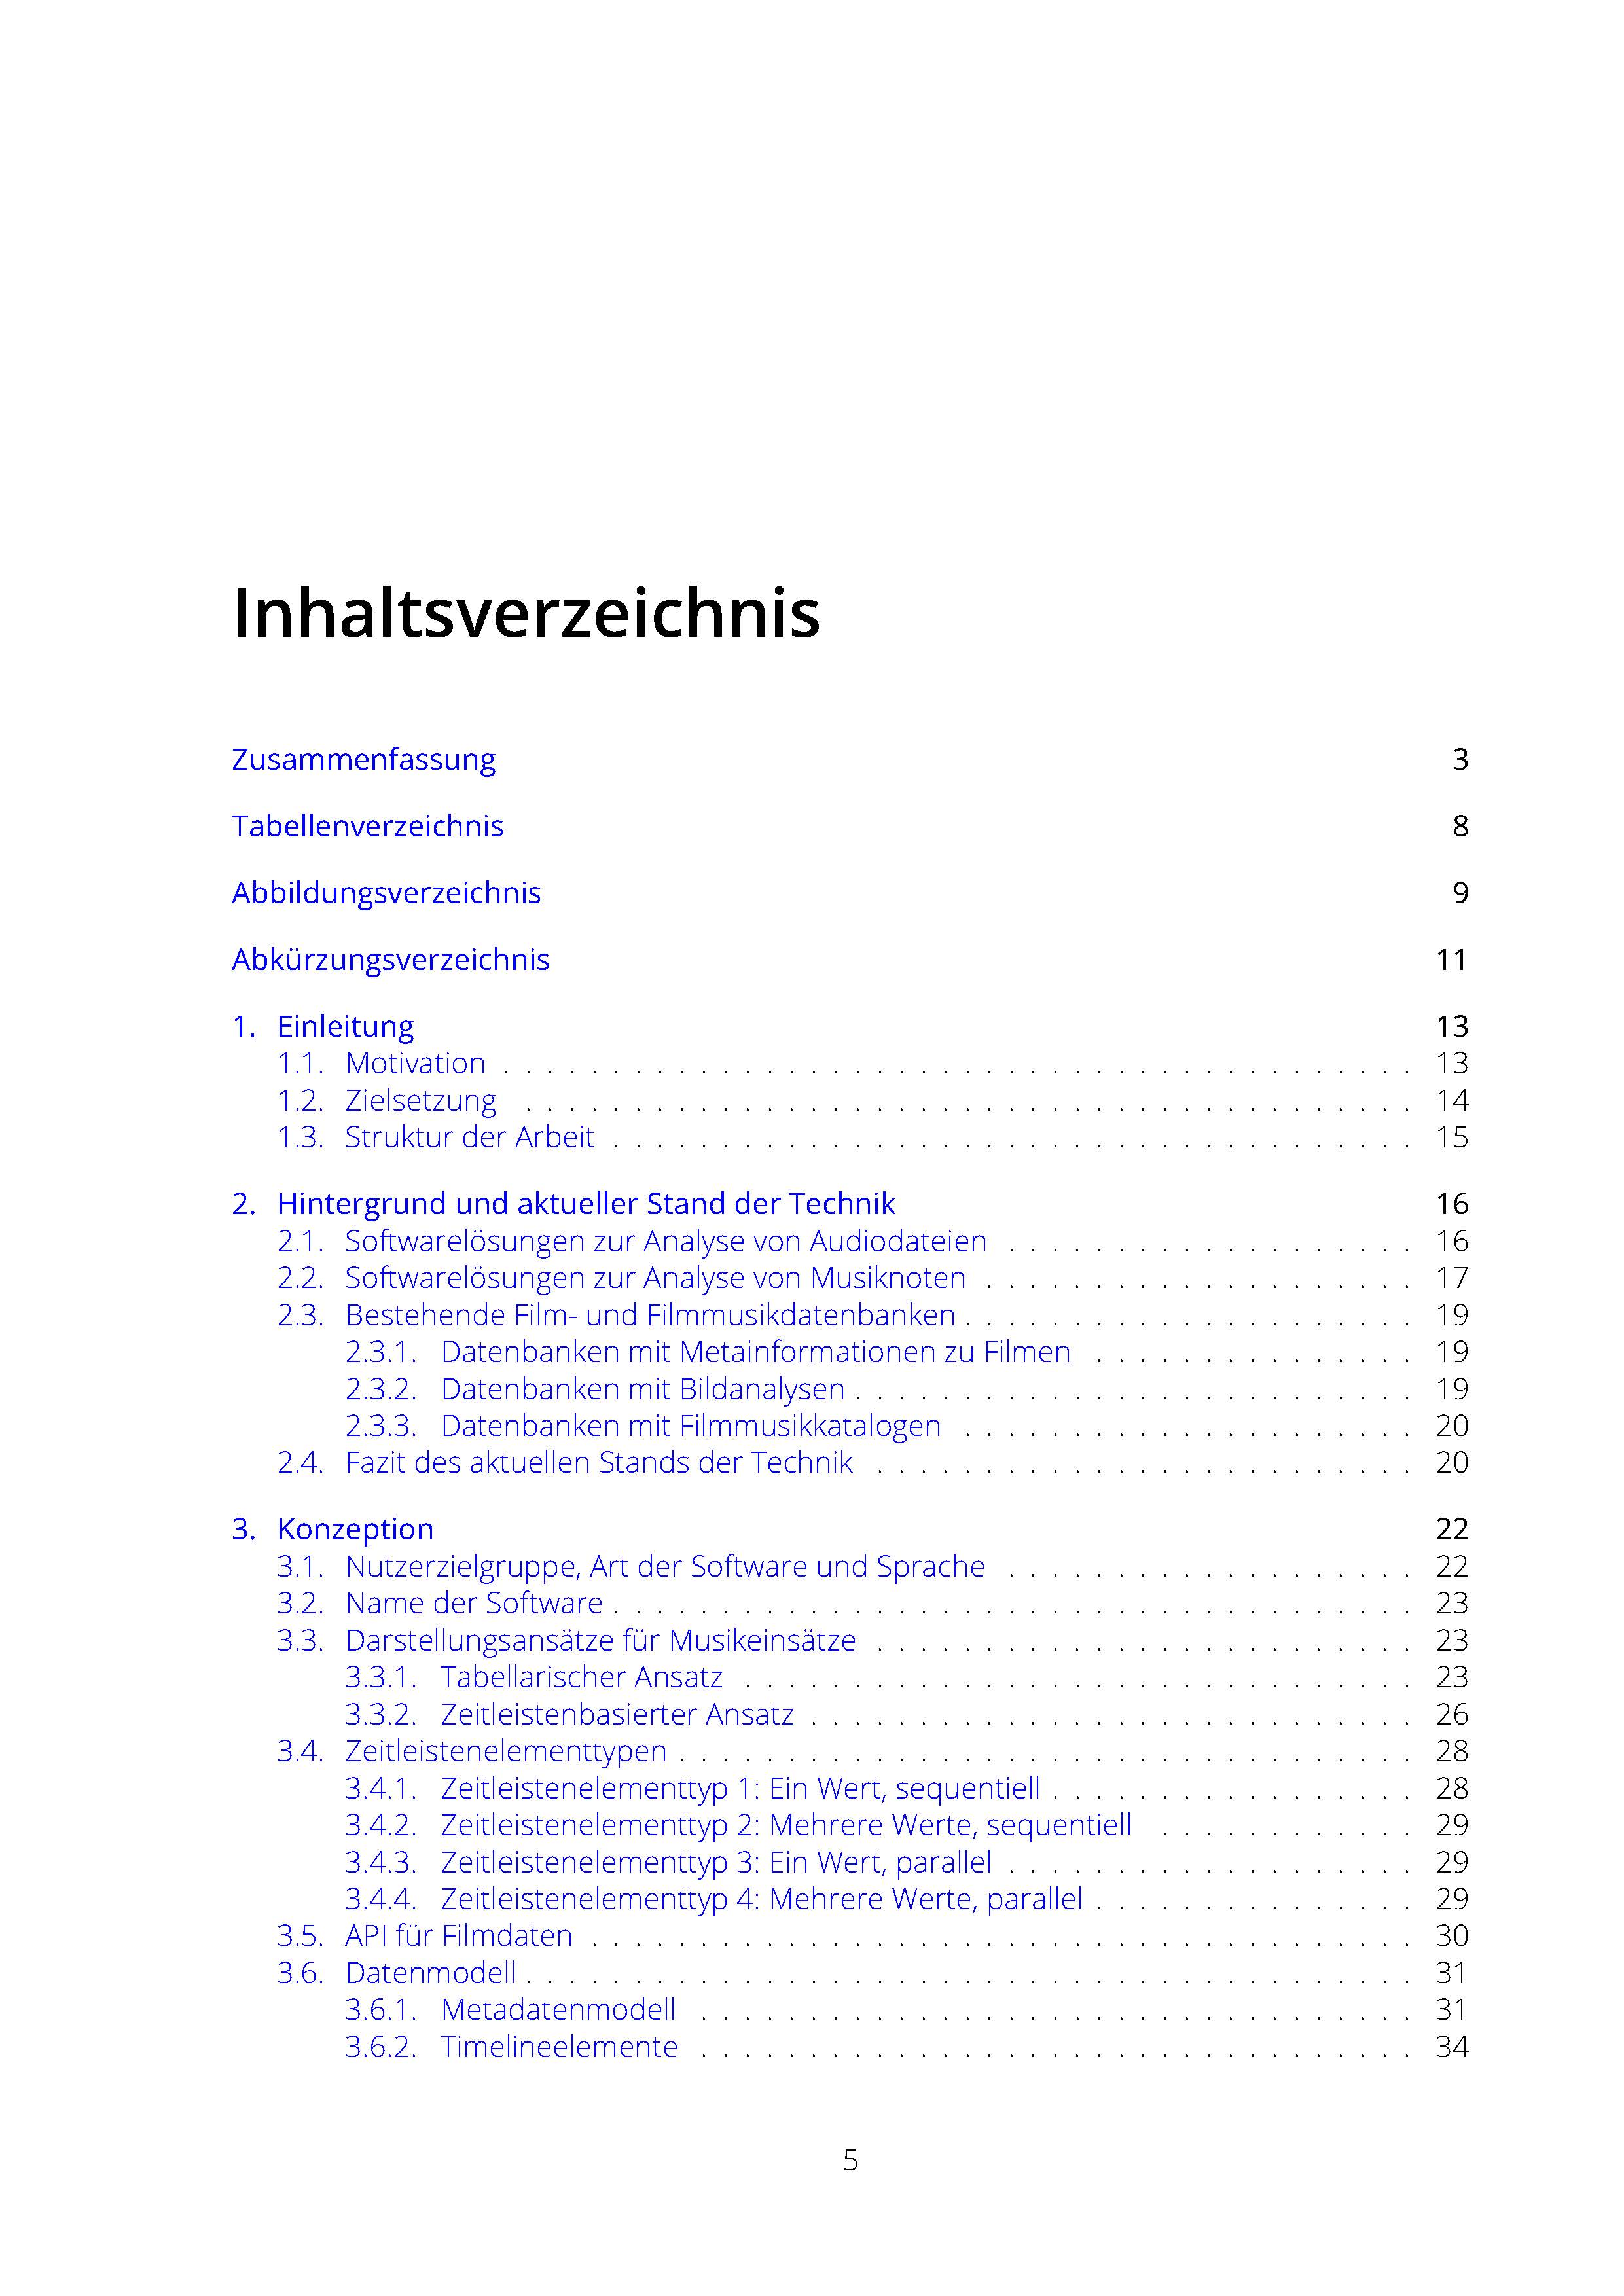 Inhaltsverzeichnis
Zusammenfassung 3
Tabellenverzeichnis 8
Abbildungsverzeichnis 9
Abkürzungsverzeichnis 11
1. Einleitung 13
1.1. Motivation . . . . . . . . . . . . . . . . . . . . 13
1.2. Zielsetzung . . . . . . . . . . . . . . . . . . . . 14
1.3. Struktur der Arbeit . . . . . . . . . . . . . . . . . . . . 15
2. Hintergrund und aktueller Stand der Technik 16
2.1. Softwarelösungen zur Analyse von Audiodateien . . . . . . . . . . . . . . . . . . . 16
2.2. Softwarelösungen zur Analyse von Musiknoten . . . . . . . . . . . . . . . . . . . . 17
2.3. Bestehende Film- und Filmmusikdatenbanken . . . . . . . . . . . . . . . . . . . . 19
2.3.1. Datenbanken mit Metainformationen zu Filmen . . . . . . . . . . . . . . . 19
2.3.2. Datenbanken mit Bildanalysen . . . . . . . . . . . . . . . . . . . . 19
2.3.3. Datenbanken mit Filmmusikkatalogen . . . . . . . . . . . . . . . . . . . . 20
2.4. Fazit des aktuellen Stands der Technik . . . . . . . . . . . . . . . . . . . . 20
3. Konzeption 22
3.1. Nutzerzielgruppe, Art der Software und Sprache . . . . . . . . . . . . . . . . . . . 22
3.2. Name der Software . . . . . . . . . . . . . . . . . . . . 23
3.3. Darstellungsansätze für Musikeinsätze . . . . . . . . . . . . . . . . . . . . 23
3.3.1. Tabellarischer Ansatz . . . . . . . . . . . . . . . . . . . . 23
3.3.2. Zeitleistenbasierter Ansatz . . . . . . . . . . . . . . . . . . . . 26
3.4. Zeitleistenelementtypen . . . . . . . . . . . . . . . . . . . . 28
3.4.1. Zeitleistenelementtyp 1: Ein Wert, sequentiell . . . . . . . . . . . . . . . . . 28
3.4.2. Zeitleistenelementtyp 2: Mehrere Werte, sequentiell . . . . . . . . . . . . 29
3.4.3. Zeitleistenelementtyp 3: Ein Wert, parallel . . . . . . . . . . . . . . . . . . . 29
3.4.4. Zeitleistenelementtyp 4: Mehrere Werte, parallel . . . . . . . . . . . . . . . 29
3.5. API für Filmdaten . . . . . . . . . . . . . . . . . . . . 30
3.6. Datenmodell . . . . . . . . . . . . . . . . . . . . 31
3.6.1. Metadatenmodell . . . . . . . . . . . . . . . . . . . . 31
3.6.2. Timelineelemente . . . . . . . . . . . . . . . . . . . . 34
5